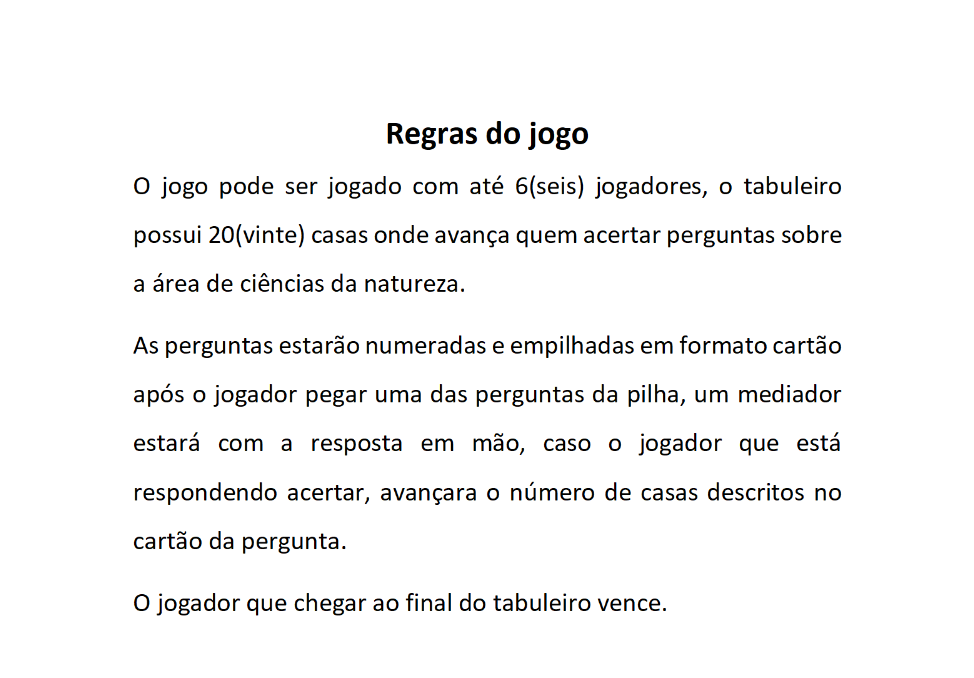 Regras do jogo
O jogo pode ser jogado com até 6(seis) jogadores, o tabuleiro
possui 20(vinte) casas onde avança quem acertar perguntas sobre
a área de ciências da natureza.
As perguntas estarão numeradas e empilhadas em formato cartão
após o jogador pegar uma das perguntas da pilha, um mediador
estará com a resposta em mão, caso o jogador que está
respondendo acertar, avançara o número de casas descritos no
cartão da pergunta.
O jogador que chegar ao final do tabuleiro vence.